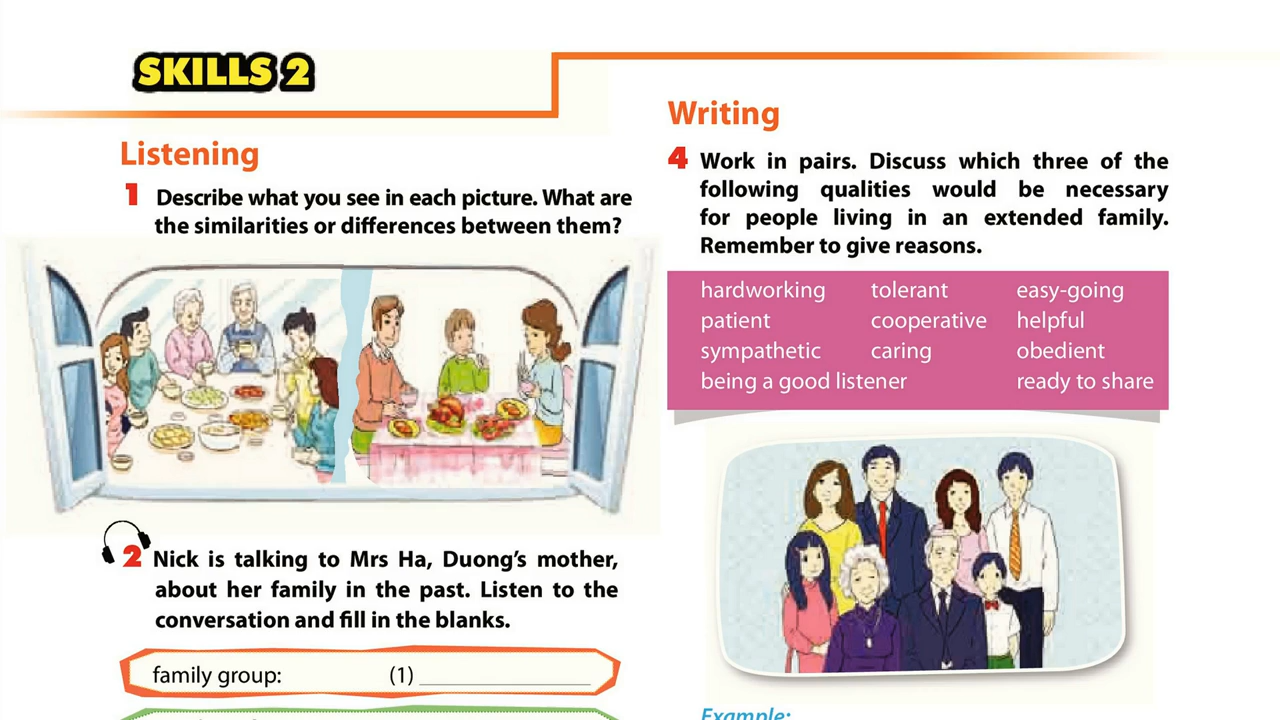 SKILLS 2
Listening
1 Describe what you see in each picture. What are
the similarities or differences between them?
2 Nick is talking to Mrs Ha, Duong's mother,
about her family in the past. Listen to the
conversation and fill in the blanks.
family group: (1) ____________
Writing
4 Work in pairs. Discuss which three of the
following qualities would be necessary
for people living in an extended family.
Remember to give reasons.
hardworking tolerant easy-going
patient cooperative helpful
sympathetic caring obedient
being a good listener ready to share
Example: